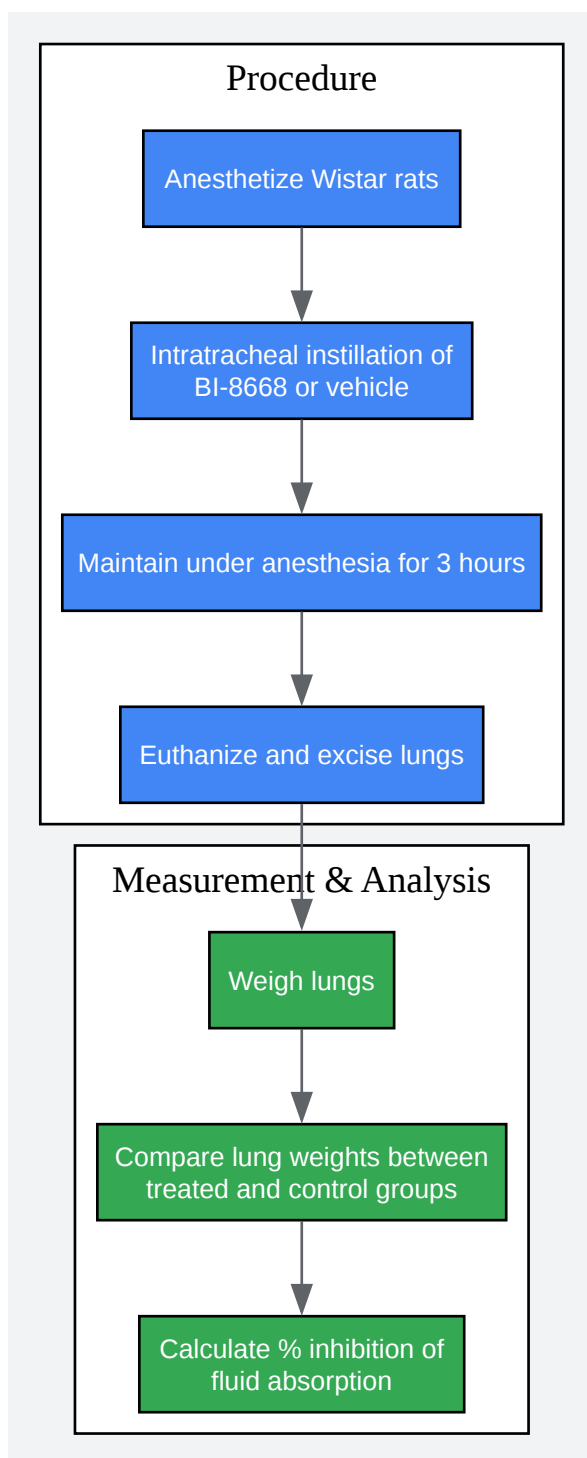 Procedure
Anesthetize Wistar rats
Intratracheal instillation of
BI-8668 or vehicle
Maintain under anesthesia for 3 hours
Euthanize and excise lungs
Measurement & Analysis
Weigh lungs
Compare lung weights between
treated and control groups
Calculate % inhibition of
fluid absorption